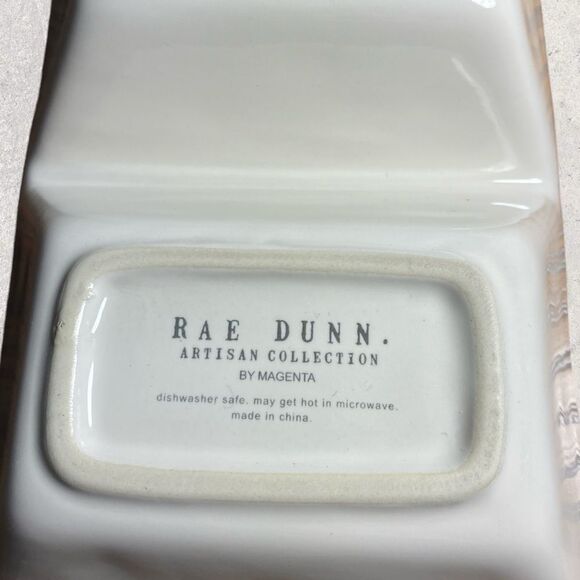 RAE DUNN.
ARTISAN COLLECTION
BY MAGENTA
dishwasher safe. may get hot in microwave.
made in china.